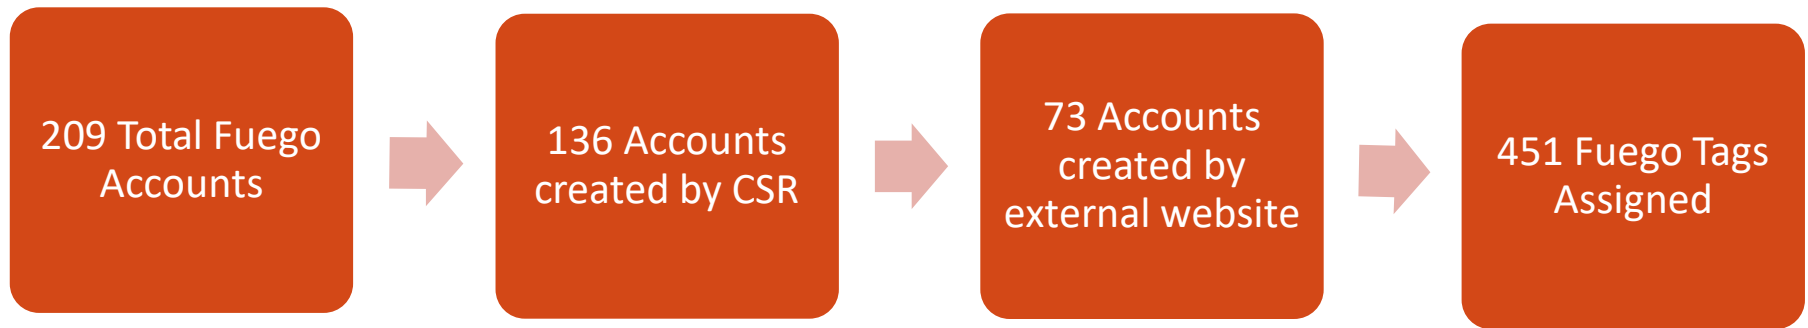 209 Total Fuego
Accounts
136 Accounts
created by CSR
73 Accounts
created by
external website
451 Fuego Tags
Assigned